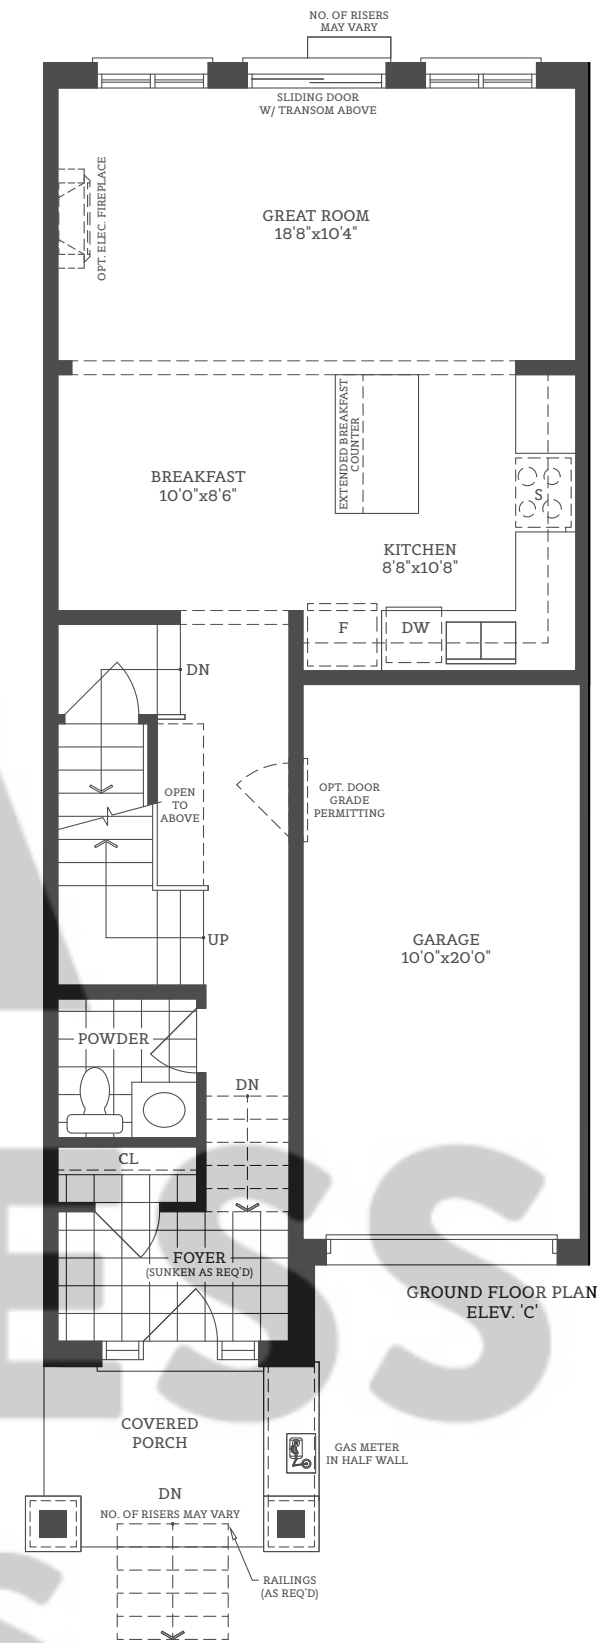 NO. OF RISERS
MAY VARY
SLIDING DOOR
W/ TRANSOM ABOVE
OPT. ELEC. FIREPLACE
GREAT ROOM
18'8"x10'4"
EXTENDED BREAKFAST
COUNTER
BREAKFAST
10'0"x8'6"
S
KITCHEN
8'8"x10'8"
F
DW
DN
OPEN
TO
ABOVE
OPT. DOOR
GRADE
PERMITTING
UP
GARAGE
10'0"x20'0"
POWDER
DN
CL
FOYER
(SUNKEN AS REQ'D)
GROUND FLOOR PLAN
ELEV. 'C'
ESS
COVERED
PORCH
GAS METER
IN HALF WALL
DN
NO. OF RISERS MAY VARY
RAILINGS
(AS REQ'D)